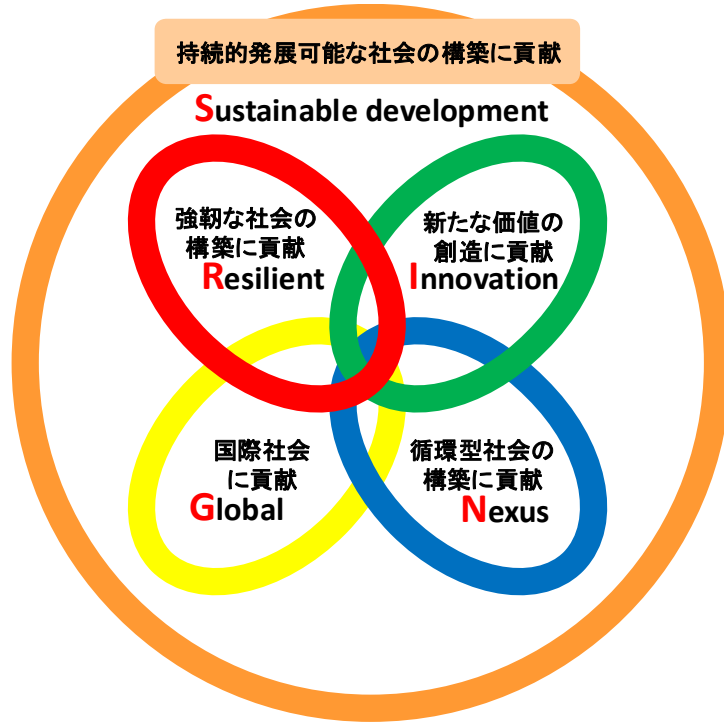 持続的発展可能な社会の構築に貢献
Sustainable development
強靭な社会の
構築に貢献
Resilient
新たな価値の
創造に貢献
Innovation
国際社会
に貢献
Global
循環型社会の
構築に貢献
Nexus